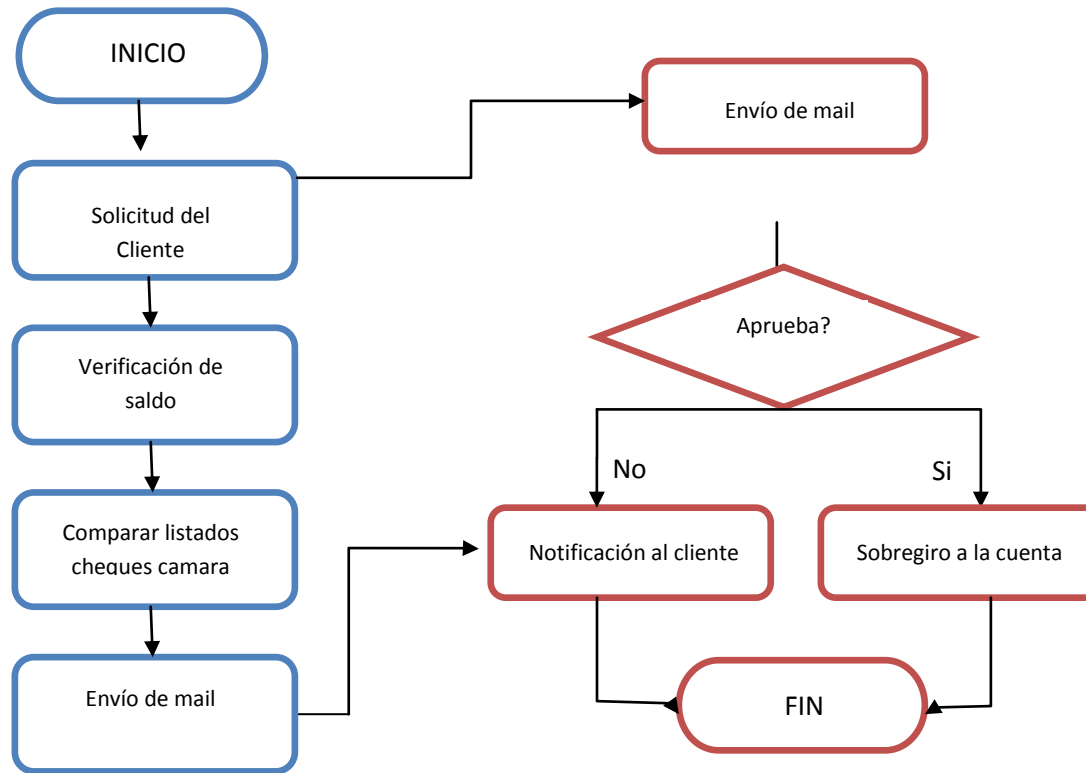 INICIO
Solicitud del
Cliente
Verificación de
saldo
Comparar listados
cheques camara
Envío de mail
Envío de mail
Aprueba?
No
Si
Notificación al cliente
Sobregiro a la cuenta
FIN